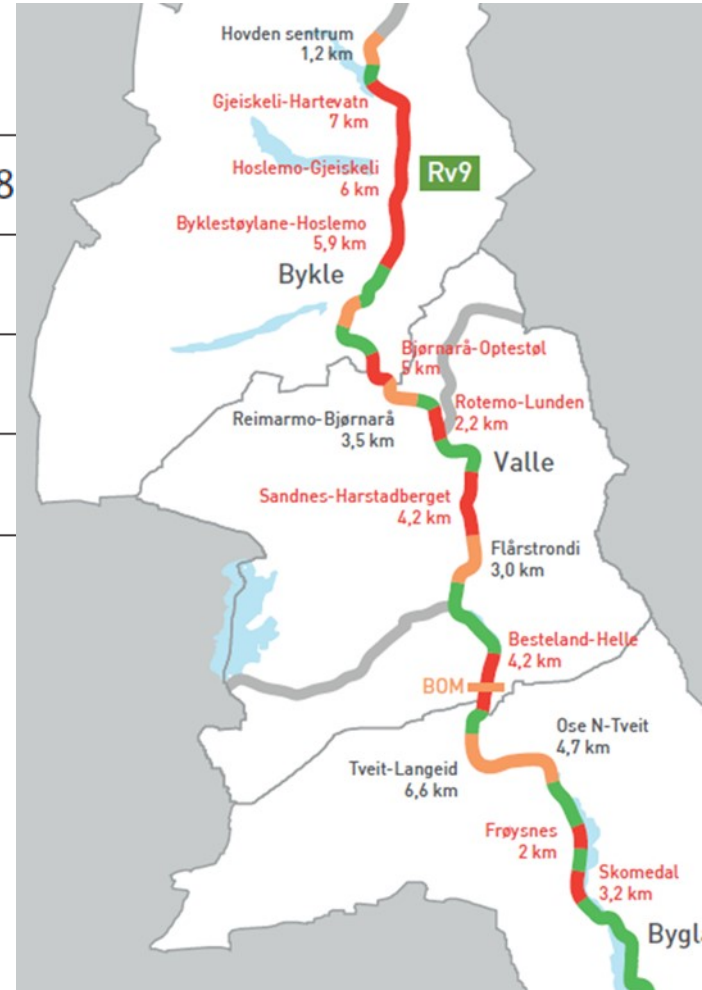 Hovden sentrum
1,2 km
Gjeiskeli-Hartevatn
7 km
8
Hoslemo-Gjeiskeli
6 km
Rv9
Byklestøylane-Hoslemo
5,9 km
Bykle
Bjørnarå-Optestøl
5 km
Rotemo-Lunden
2,2 km
Reimarmo-Bjørnarå
3,5 km
Valle
Sandnes-Harstadberget
4,2 km
Flårstrondi
3,0 km
Besteland-Helle
4,2 km
BOM
Ose N-Tveit
4,7 km
Tveit-Langeid
6,6 km
Frøysnes
2 km
Skomedal
3,2 km
Bygl